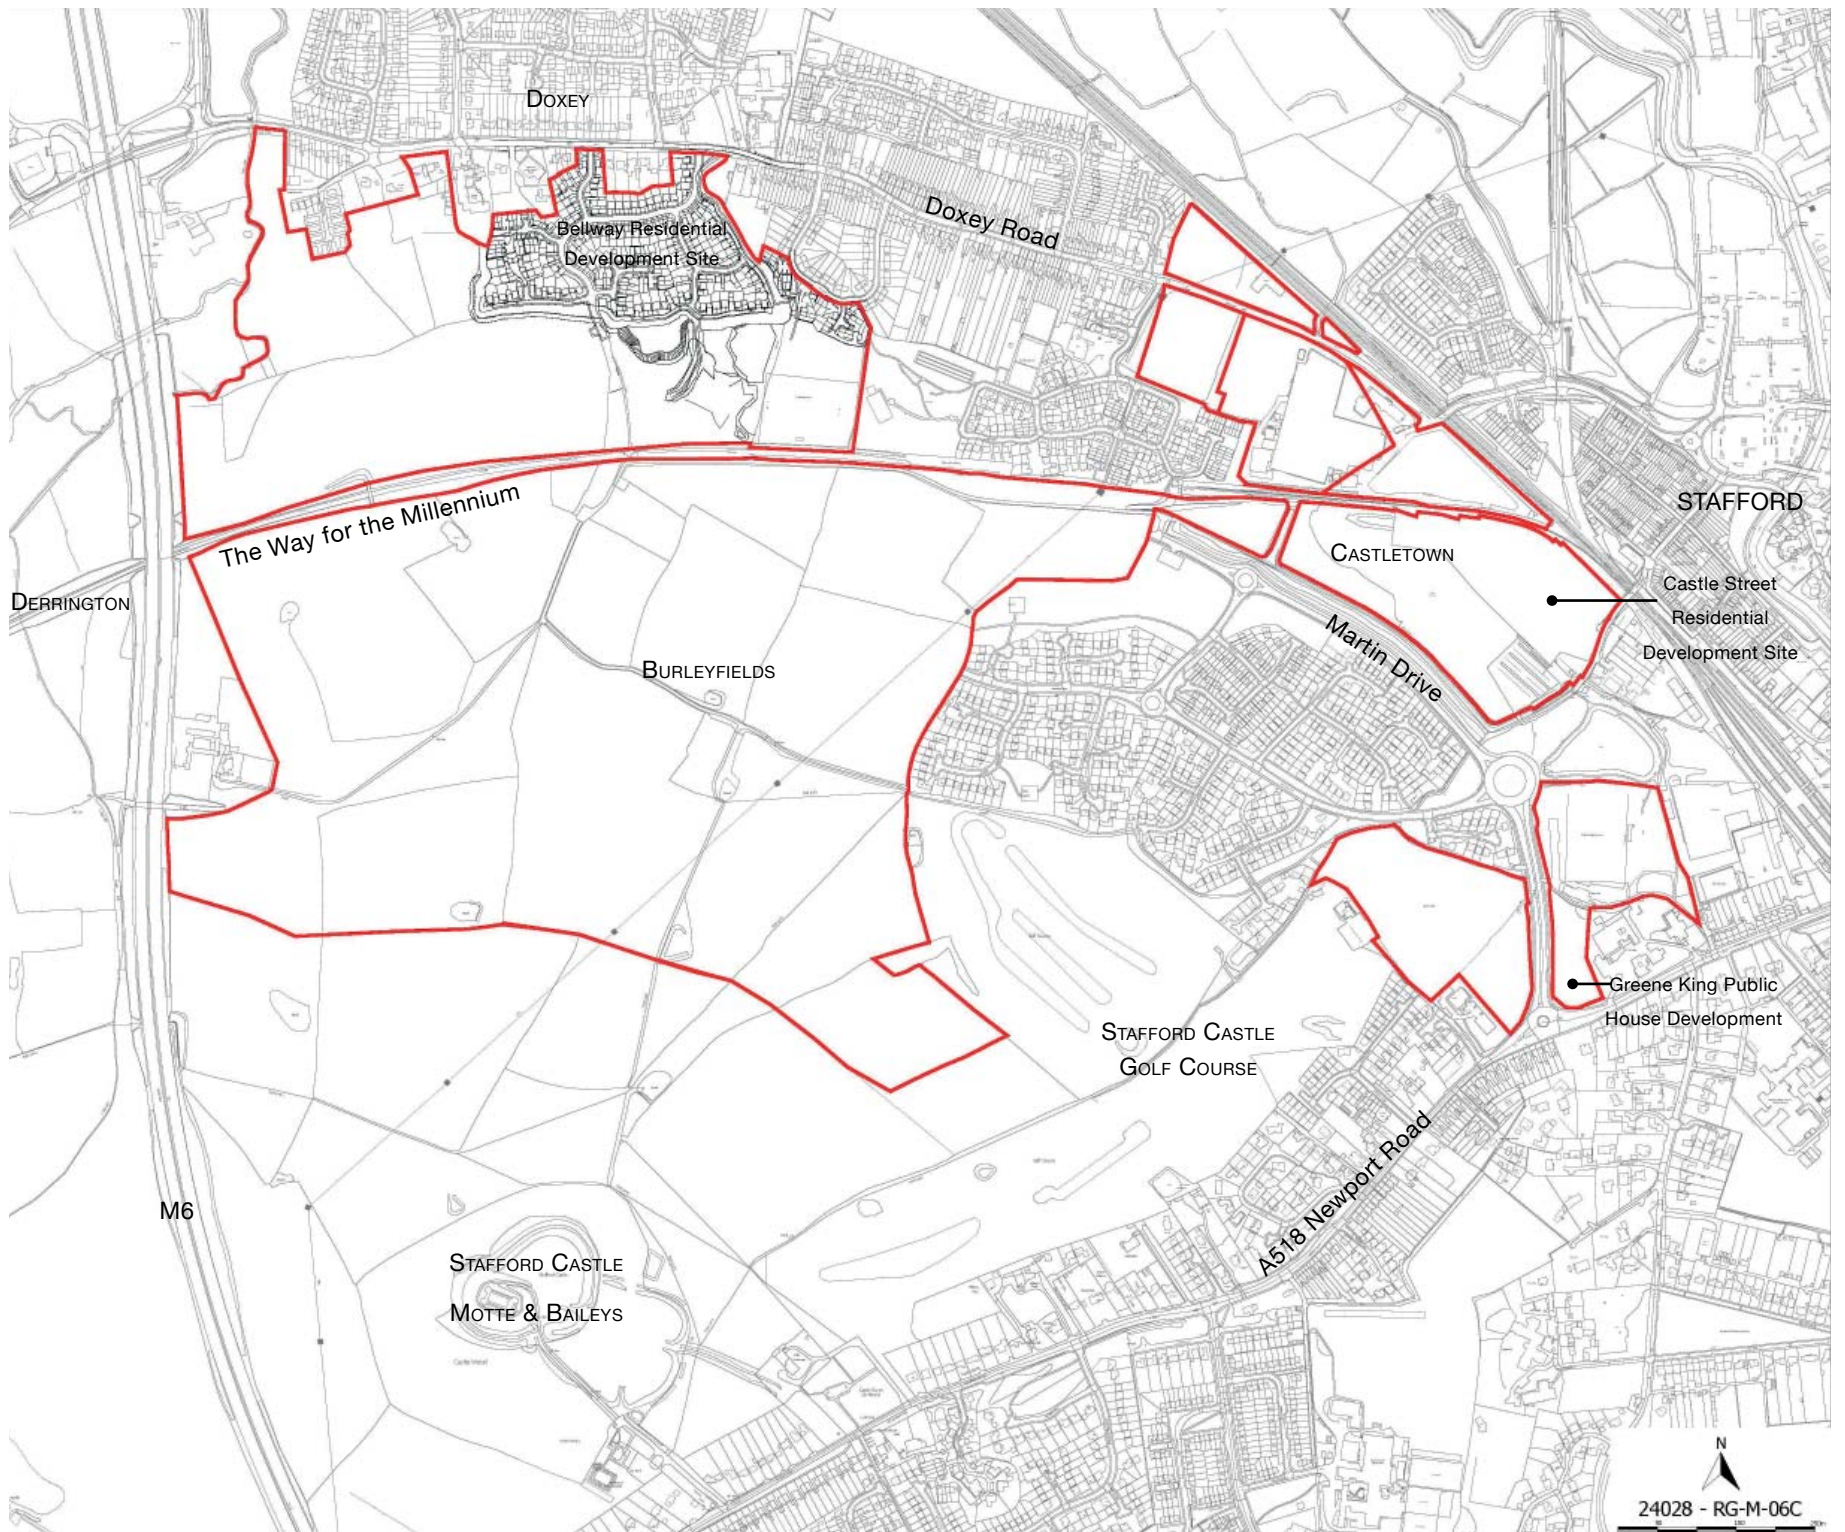 DOXEY
Doxey Road
Bellway Residential
Development Site
STAFFORD
The Way for the Millennium
CASTLETOWN
DERRINGTON
Castle Street
Residential
Development Site
Martin Drive
BURLEYFIELDS
Greene King Public
House Development
STAFFORD CASTLE
GOLF COURSE
A518 Newport Road
M6
STAFFORD CASTLE
MOTTE & BAILEYS
N
24028 - RG-M-06C